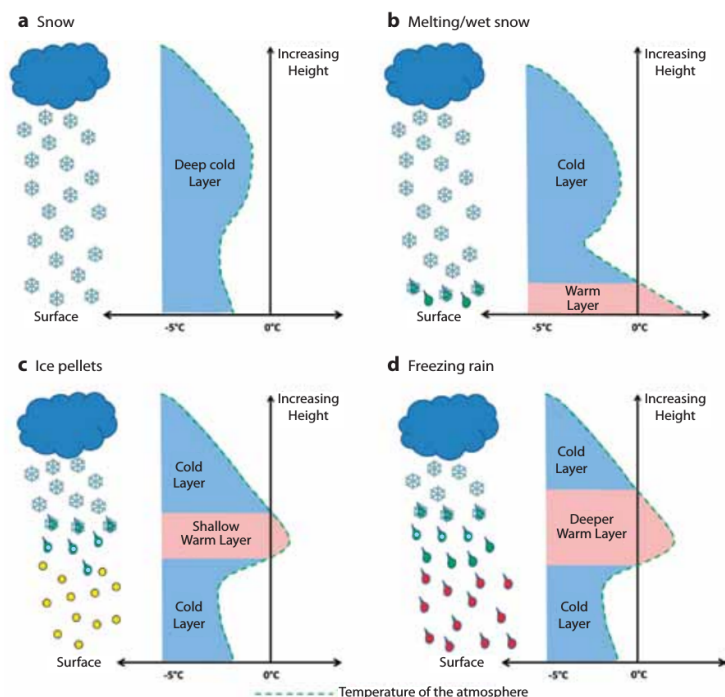 a Snow
Increasing
Height
Deep cold
Layer
Surface
-5°C
0°C
b Melting/wet snow
Increasing
Height
Cold
Layer
Warm
Layer
Surface
-5°C
0°C
c Ice pellets
Increasing
Height
Cold
Layer
Shallow
Warm Layer
Cold
Layer
Surface
-5°C
0°C
d Freezing rain
Increasing
Height
Cold
Layer
Deeper
Warm Layer
Cold
Layer
Surface
-5°C
0°C
Temperature of the atmosphere